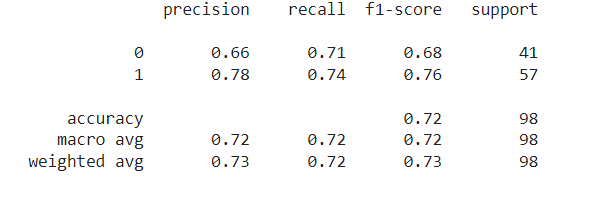 precision recall f1-score support
0 0.66 0.71 0.68 41
1 0.78 0.74 0.76 57
accuracy 0.72 98
macro avg 0.72 0.72 0.72 98
weighted avg 0.73 0.72 0.73 98